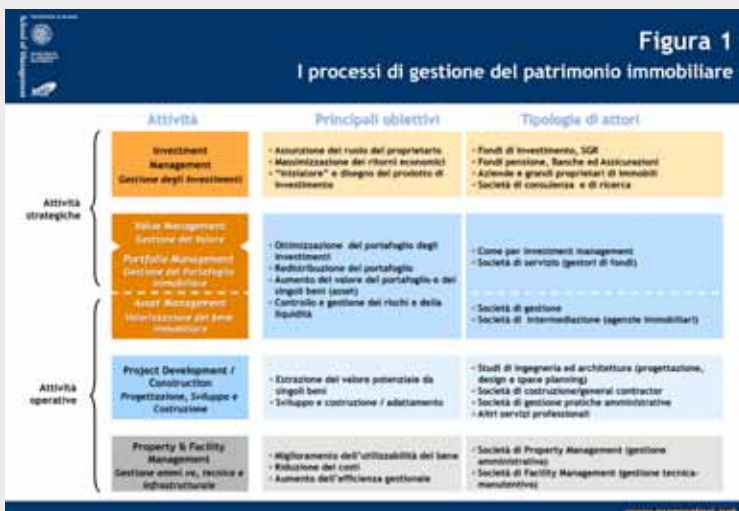 School of Management
Figura 1
I processi di gestione del patrimonio immobiliare
Attività
Principali obiettivi
Tipologia di attori
Attività
strategiche
Investment
Management
Gestione degli Investimenti
- Assunzione del ruolo del proprietario
- Massimizzazione dei ritorni economici
- "Iniziatore" e disegno del prodotto di
investimento
- Fondi di Investimento, SGR
- Fondi pensione, Banche ed Assicurazioni
- Aziende e grandi proprietari di immobili
- Società di consulenza e di ricerca
Value Management
Gestione del Valore
Portfolio Management
Gestione del Portafoglio
Immobiliare
Asset Management
Valorizzazione del bene
immobiliare
- Ottimizzazione del portafoglio degli
investimenti
- Redistribuzione del portafoglio
- Aumento del valore del portafoglio e dei
singoli beni (asset)
- Controllo e gestione dei rischi e della
liquidità
- Come per investment management
- Società di servizio (gestori di fondi)
- Società di gestione
- Società di intermediazione (agenzie immobiliari)
Attività
operative
Project Development /
Construction
Progettazione, Sviluppo e
Costruzione
- Estrazione del valore potenziale da
singoli beni
- Sviluppo e costruzione / adattamento
- Studi di ingegneria ed architettura (progettazione,
design e space planning)
- Società di costruzione/general contractor
- Società di gestione pratiche amministrative
- Altri servizi professionali
Property & Facility
Management
Gestione ammi.va, tecnica e
infrastrutturale
- Miglioramento dell'utilizzabilità del bene
- Riduzione dei costi
- Aumento dell'efficienza gestionale
- Società di Property Management (gestione
amministrativa)
- Società di Facility Management (gestione tecnica-
manutentiva)